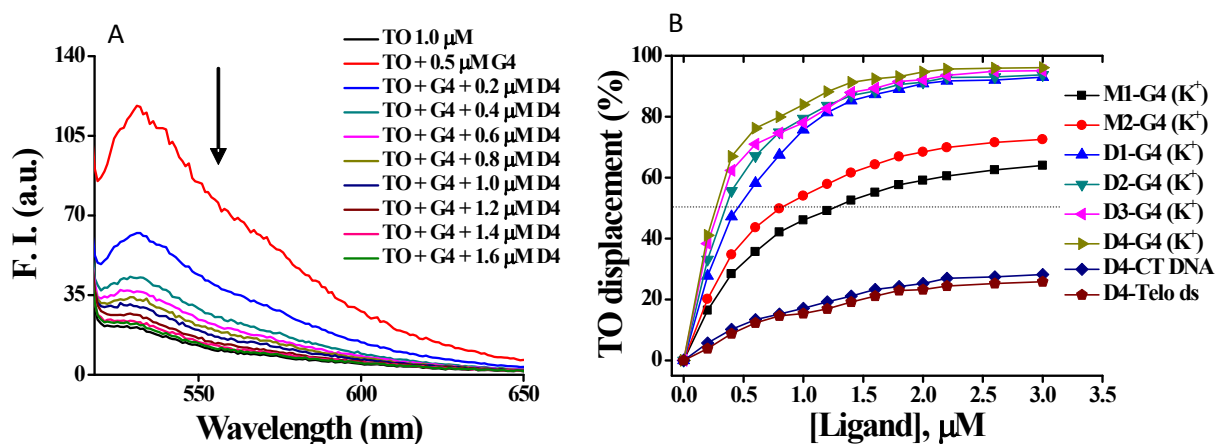 A
F. I. (a.u.)
140
105
70
35
0
550
600
650
Wavelength (nm)
TO 1.0 μM
TO + 0.5 μM G4
TO + G4 + 0.2 μM D4
TO + G4 + 0.4 μM D4
TO + G4 + 0.6 μM D4
TO + G4 + 0.8 μM D4
TO + G4 + 1.0 μM D4
TO + G4 + 1.2 μM D4
TO + G4 + 1.4 μM D4
TO + G4 + 1.6 μM D4
B
TO displacement (%)
100
80
60
40
20
0
0.0
0.5
1.0
1.5
2.0
2.5
3.0
3.5
[Ligand], μM
M1-G4 (K⁺)
M2-G4 (K⁺)
D1-G4 (K⁺)
D2-G4 (K⁺)
D3-G4 (K⁺)
D4-G4 (K⁺)
D4-CT DNA
D4-Telo ds